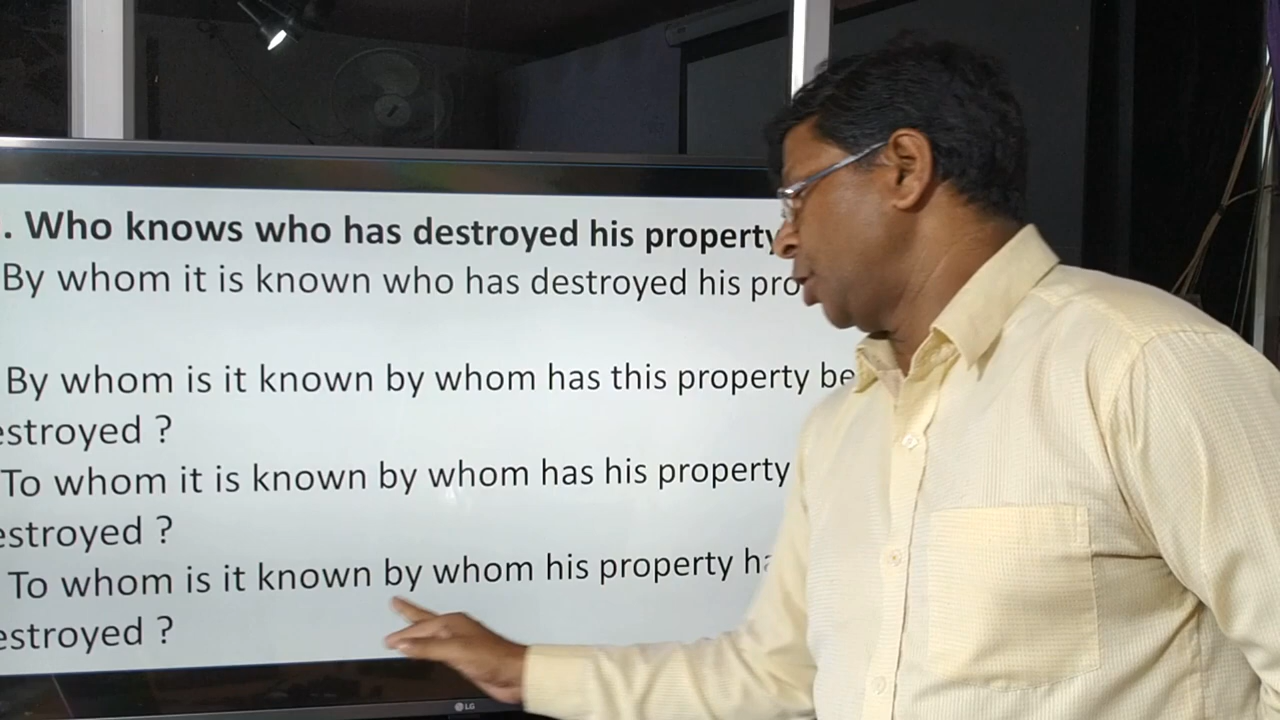 . Who knows who has destroyed his property
By whom it is known who has destroyed his pro
By whom is it known by whom has this property be
estroyed ?
To whom it is known by whom has his property
estroyed ?
To whom is it known by whom his property ha
estroyed ?
LG